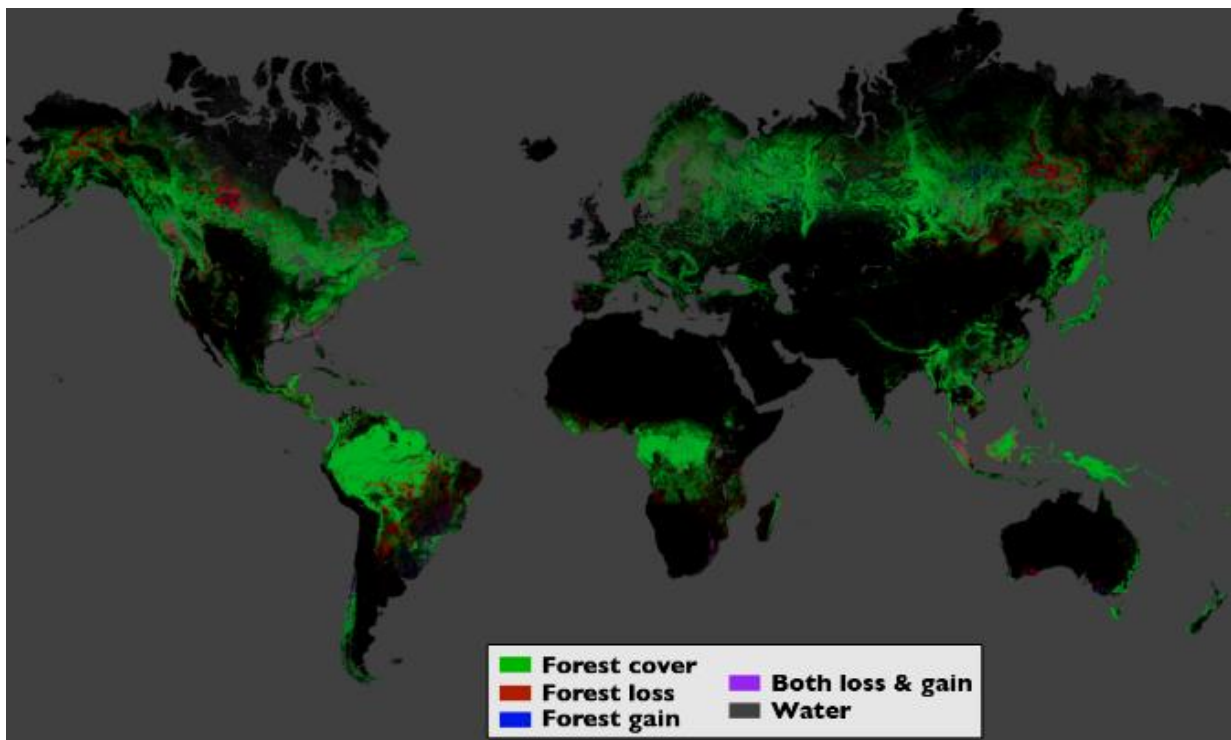 Forest cover
Forest loss
Forest gain
Both loss & gain
Water